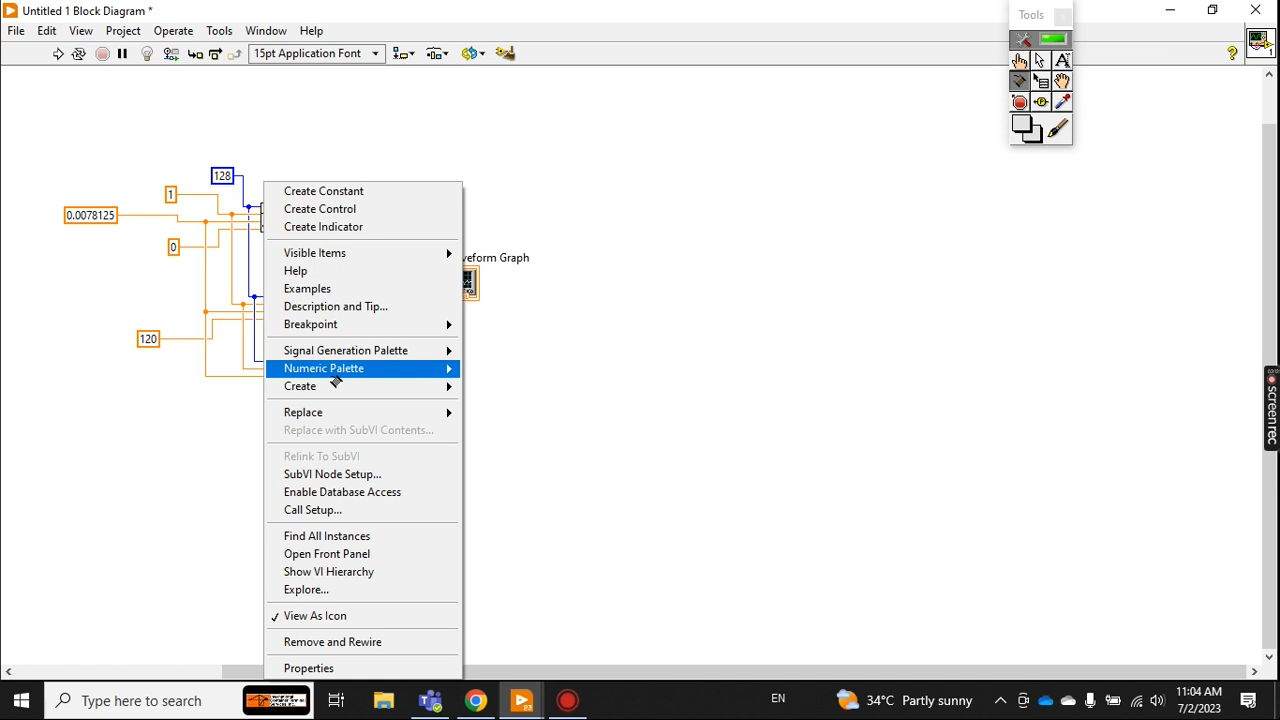 Untitled 1 Block Diagram *
Tools
File Edit View Project Operate Tools Window Help
15pt Application Font
128
1
0.0078125
0
120
veform Graph
Create Constant
Create Control
Create Indicator
Visible Items
Help
Examples
Description and Tip...
Breakpoint
Signal Generation Palette
Numeric Palette
Create
Replace
Replace with SubVI Contents...
Relink To SubVI
SubVI Node Setup...
Enable Database Access
Call Setup...
Find All Instances
Open Front Panel
Show VI Hierarchy
Explore...
View As Icon
Remove and Rewire
Properties
screenrec
Type here to search
EN
34°C Partly sunny
11:04 AM
7/2/2023